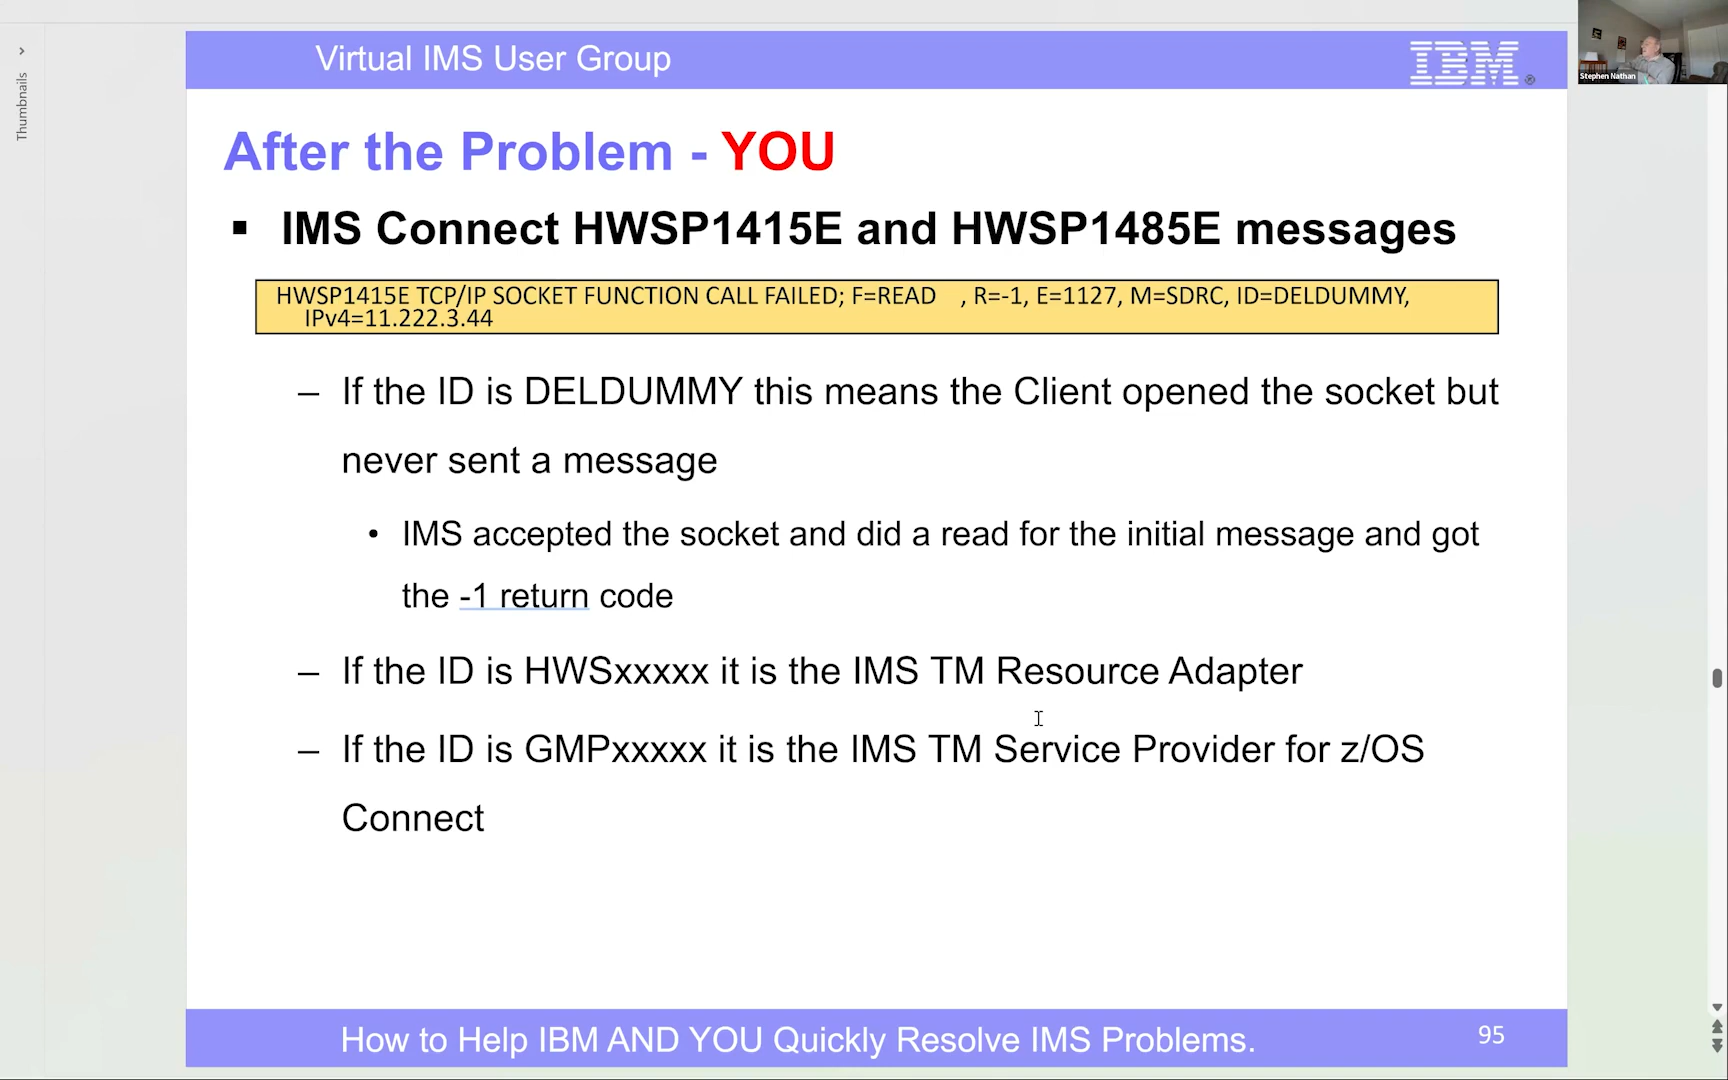 Thumbnails
Virtual IMS User Group
IBM®
Stephen Nathan
After the Problem - YOU
▪ IMS Connect HWSP1415E and HWSP1485E messages
HWSP1415E TCP/IP SOCKET FUNCTION CALL FAILED; F=READ    , R=-1, E=1127, M=SDRC, ID=DELDUMMY,
IPv4=11.222.3.44
– If the ID is DELDUMMY this means the Client opened the socket but
never sent a message
• IMS accepted the socket and did a read for the initial message and got
the -1 return code
– If the ID is HWSxxxxx it is the IMS TM Resource Adapter
– If the ID is GMPxxxxx it is the IMS TM Service Provider for z/OS
Connect
How to Help IBM AND YOU Quickly Resolve IMS Problems.
95